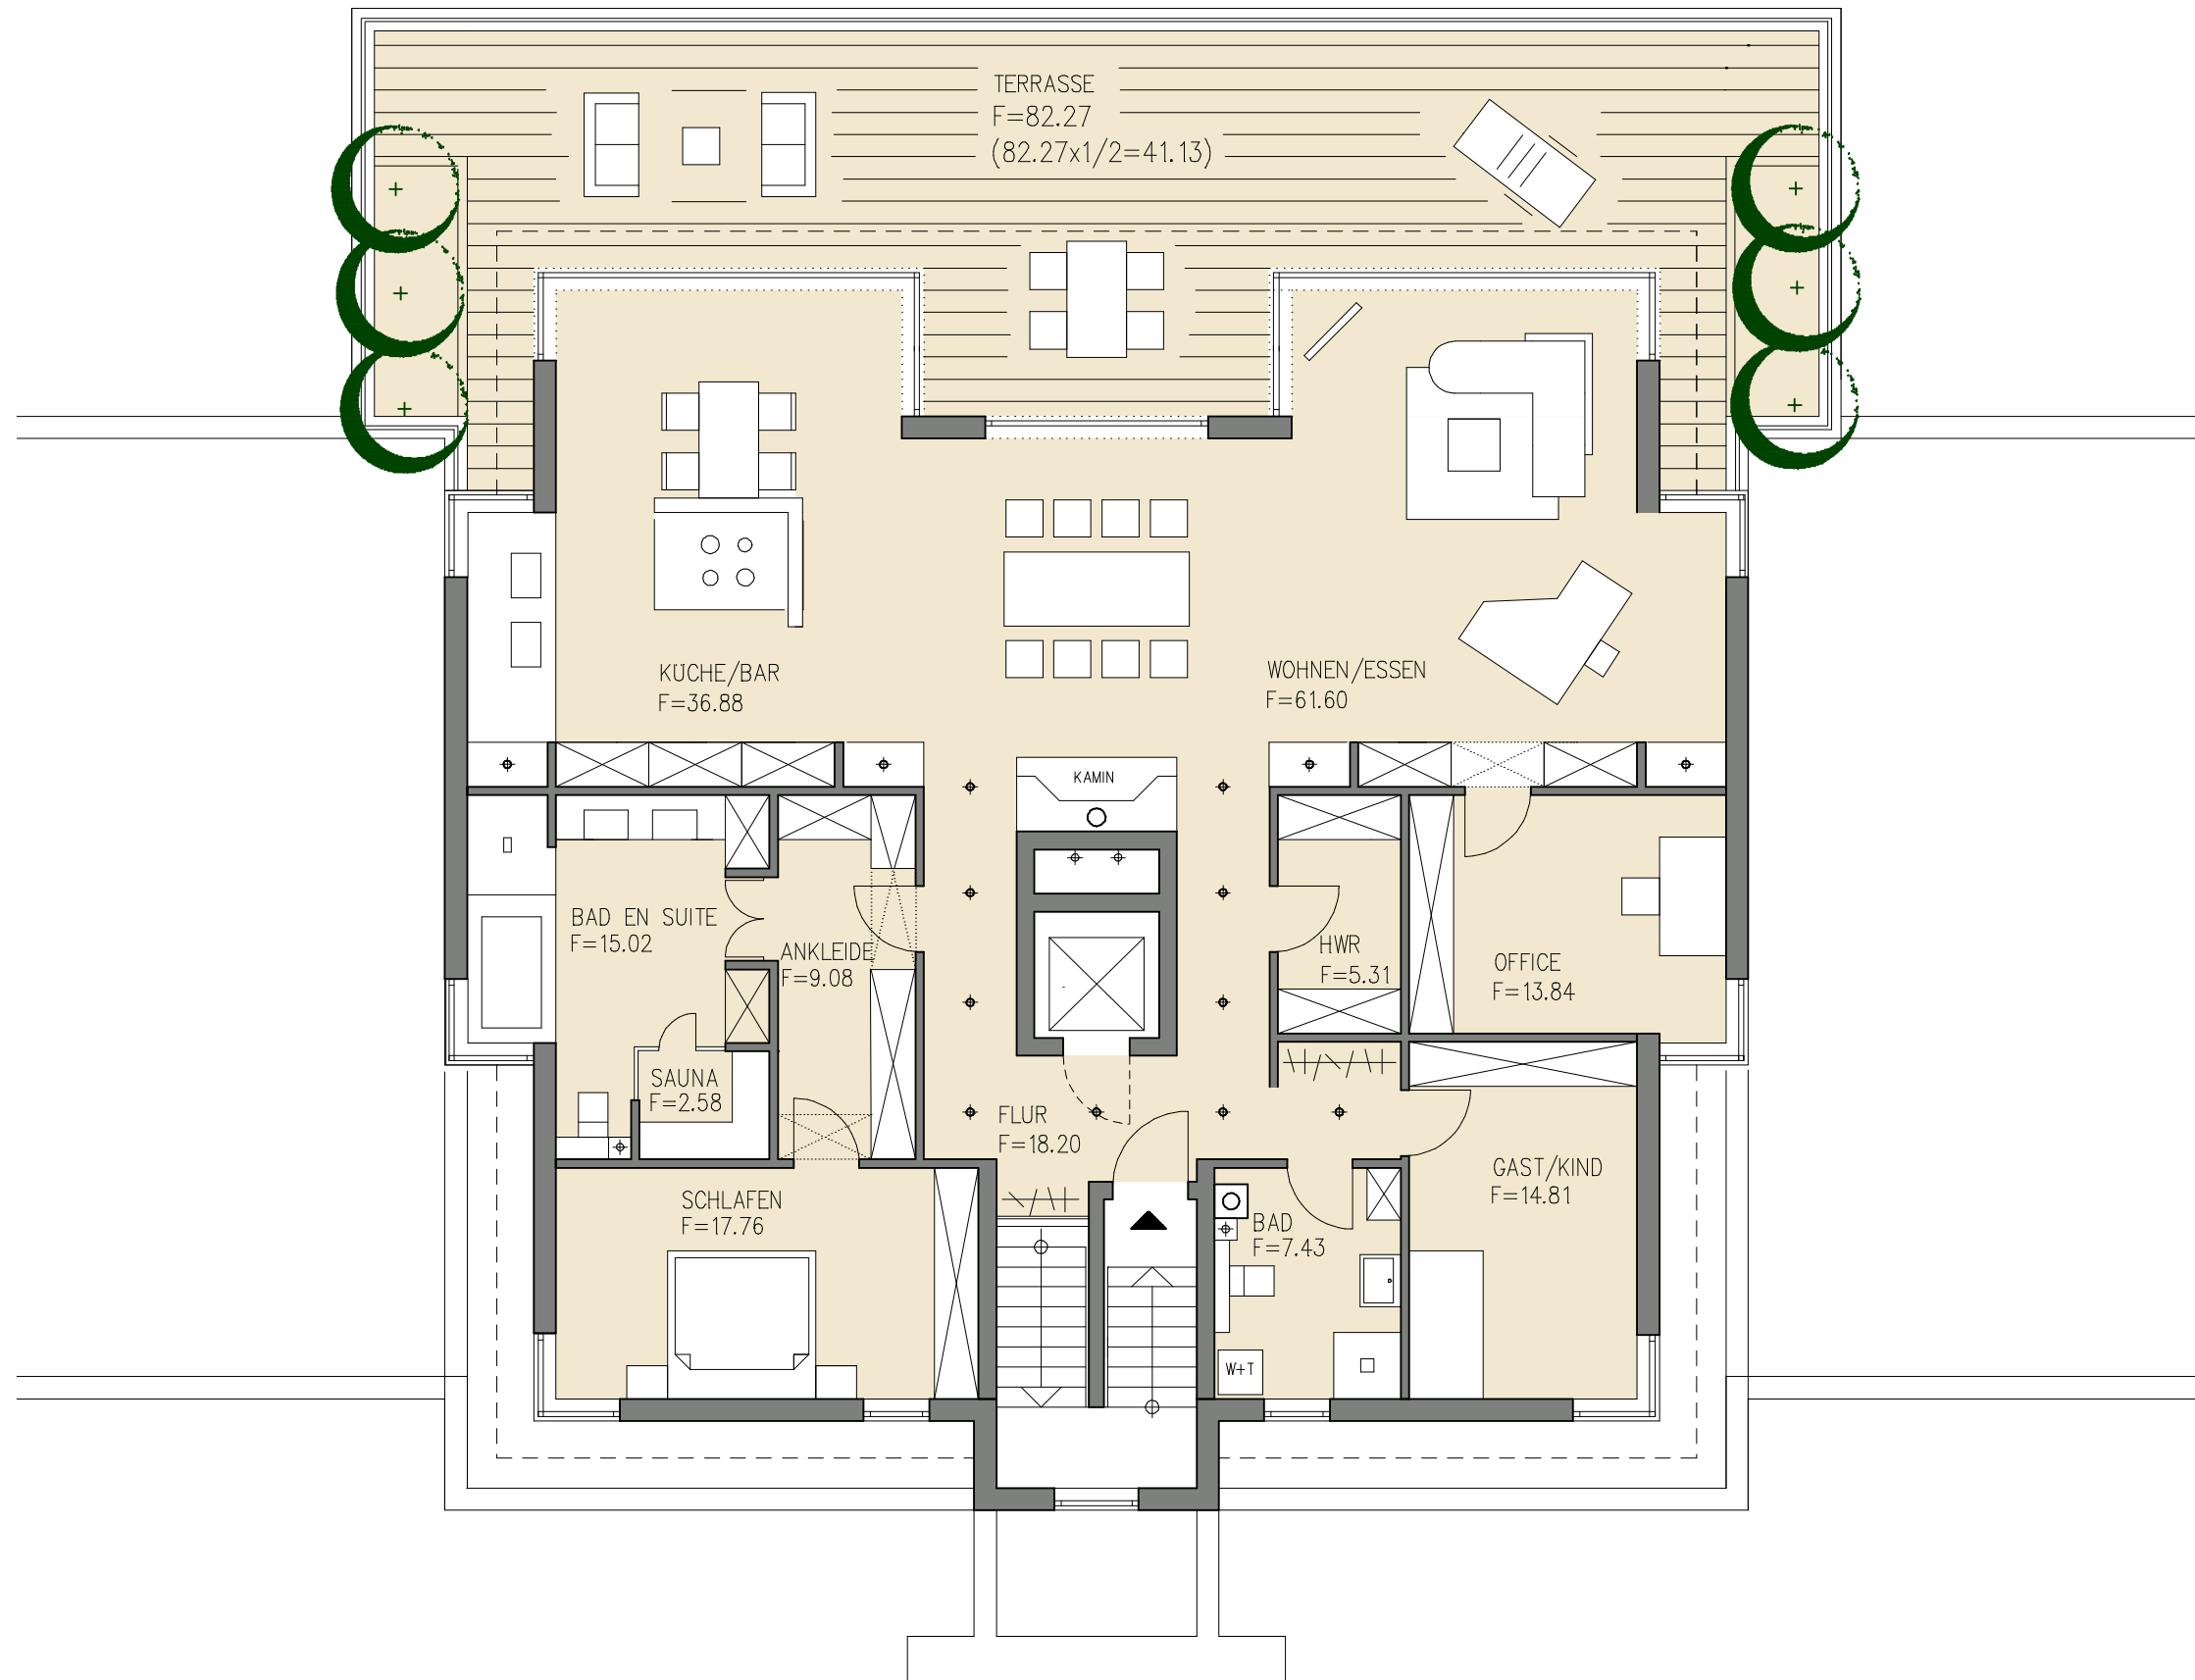 TERRASSE
F=82.27
(82.27x1/2=41.13)
KÜCHE/BAR
F=36.88
WOHNEN/ESSEN
F=61.60
KAMIN
BAD EN SUITE
F=15.02
ANKLEIDE
F=9.08
HWR
F=5.31
OFFICE
F=13.84
SAUNA
F=2.58
FLUR
F=18.20
SCHLAFEN
F=17.76
BAD
F=7.43
GAST/KIND
F=14.81
W+T